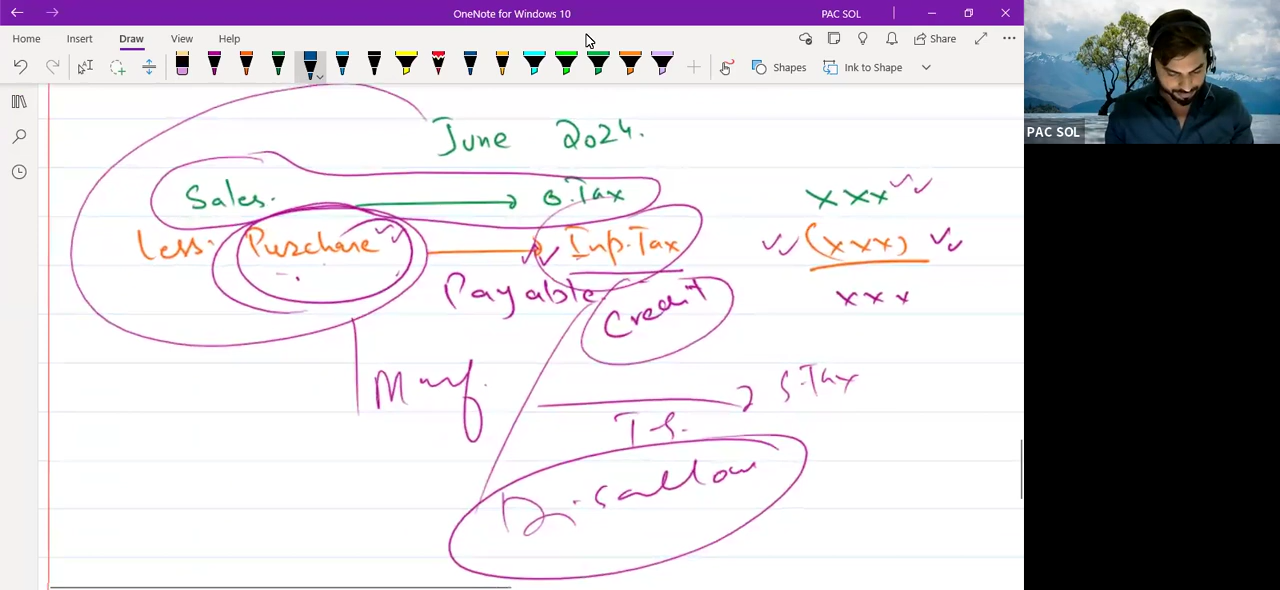 OneNote for Windows 10
PAC SOL
Home Insert Draw View Help
Share
Shapes
Ink to Shape
PAC SOL
June 2024.
Sales. O.Tax xxx
Less: Purchase Inp.Tax (xxx)
Payable xxx
Credit
Manf.
S.Tax
T.S.
Disallow